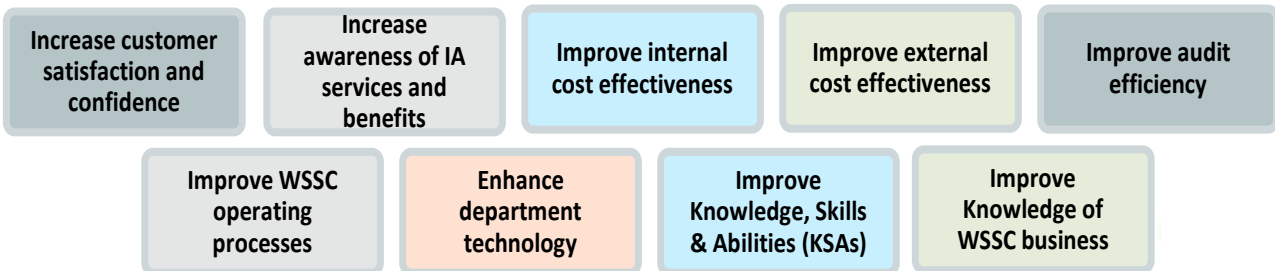 Increase customer
satisfaction and
confidence
Increase
awareness of IA
services and
benefits
Improve internal
cost effectiveness
Improve external
cost effectiveness
Improve audit
efficiency
Improve WSSC
operating
processes
Enhance
department
technology
Improve
Knowledge, Skills
& Abilities (KSAs)
Improve
Knowledge of
WSSC business